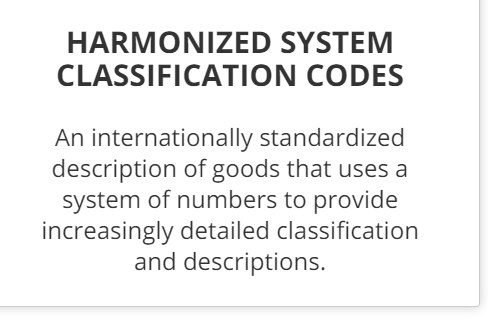 HARMONIZED SYSTEM
CLASSIFICATION CODES
An internationally standardized
description of goods that uses a
system of numbers to provide
increasingly detailed classification
and descriptions.